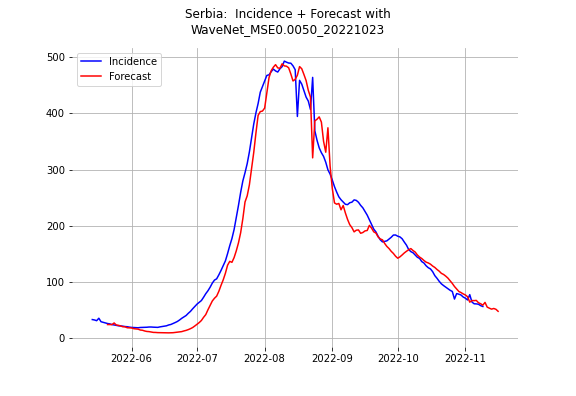 Serbia:  Incidence + Forecast with
WaveNet_MSE0.0050_20221023
Incidence
Forecast
500
400
300
200
100
0
2022-06 2022-07 2022-08 2022-09 2022-10 2022-11